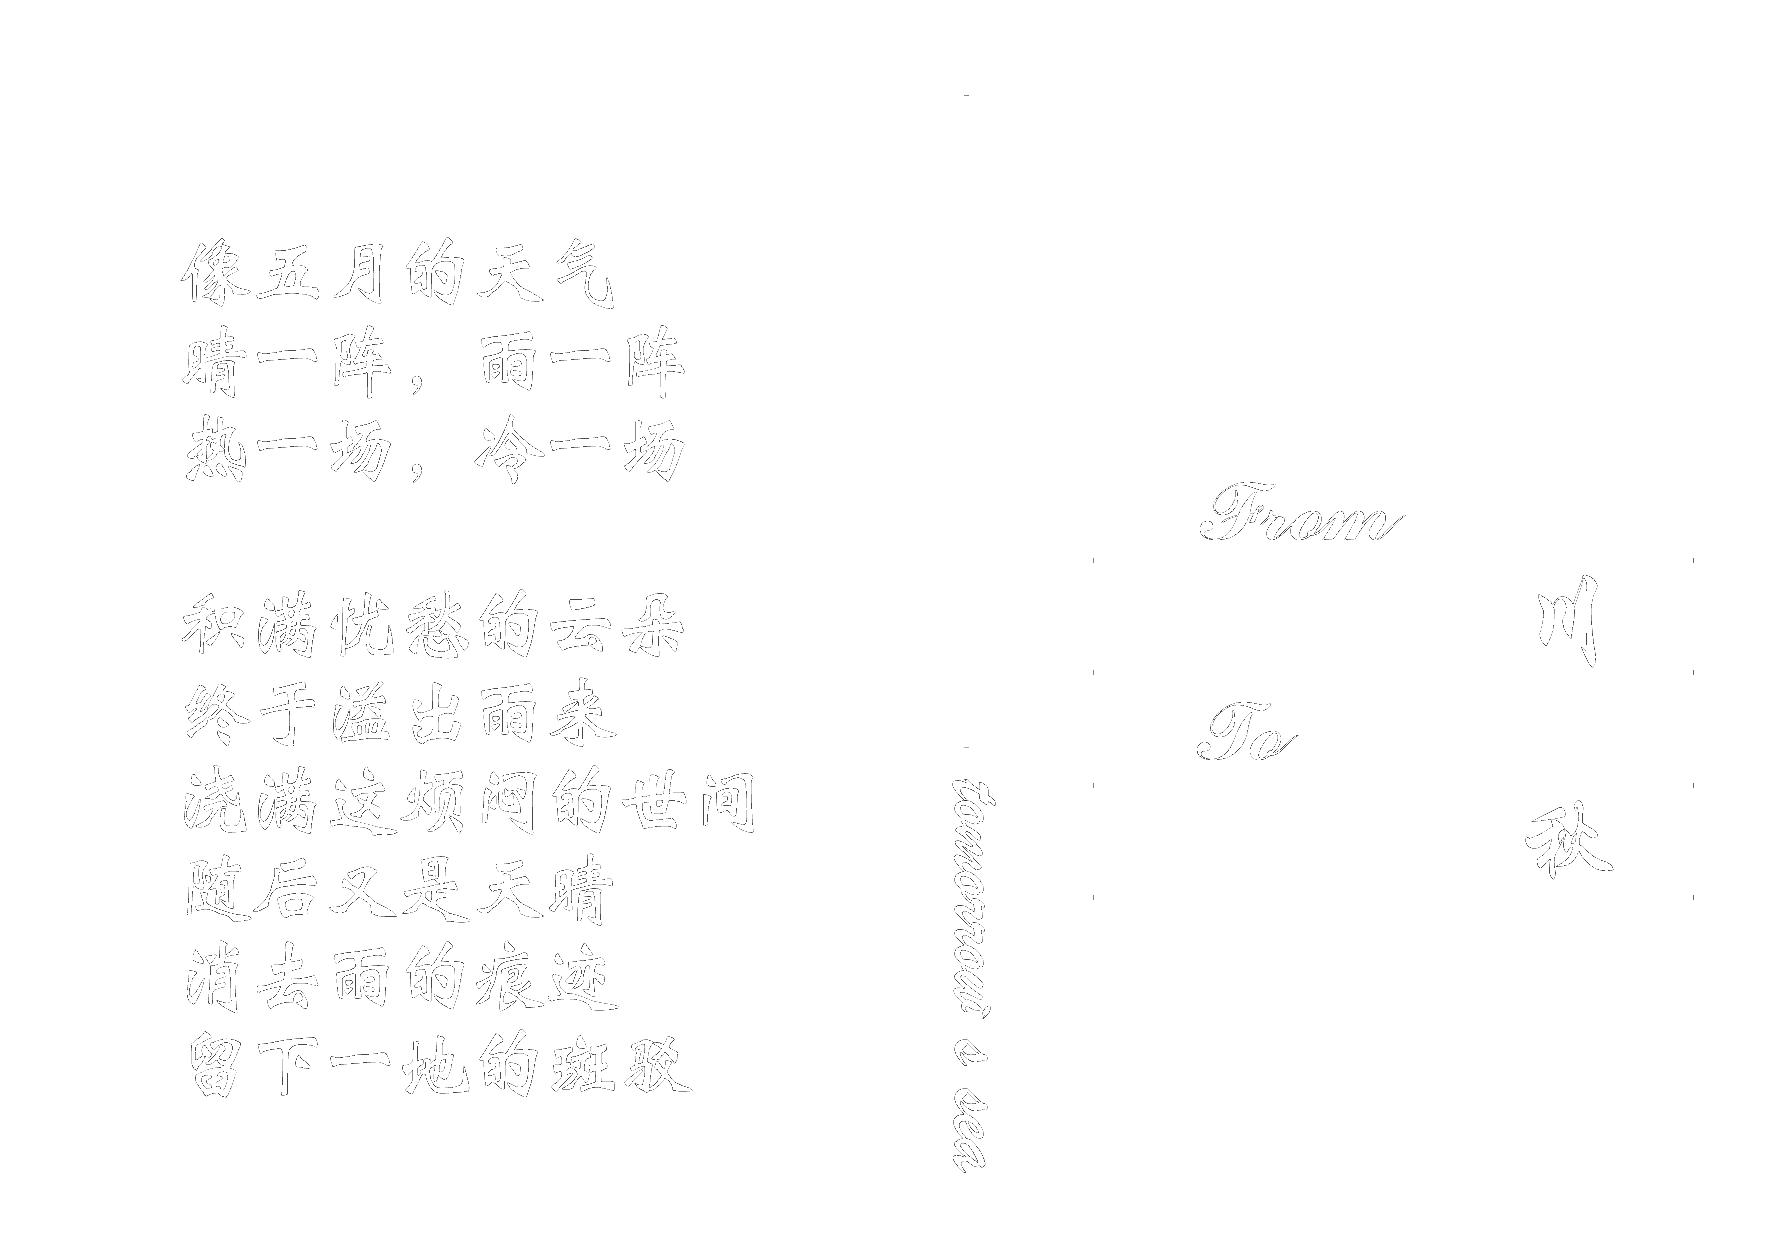 像五月的天气
晴一阵，雨一阵
热一场，冷一场
积满忧愁的云朵
终于溢出雨来
浇满这烦闷的世间
随后又是天晴
消去雨的痕迹
留下一地的斑驳
tomorrow' s sea
From
川
To
秋